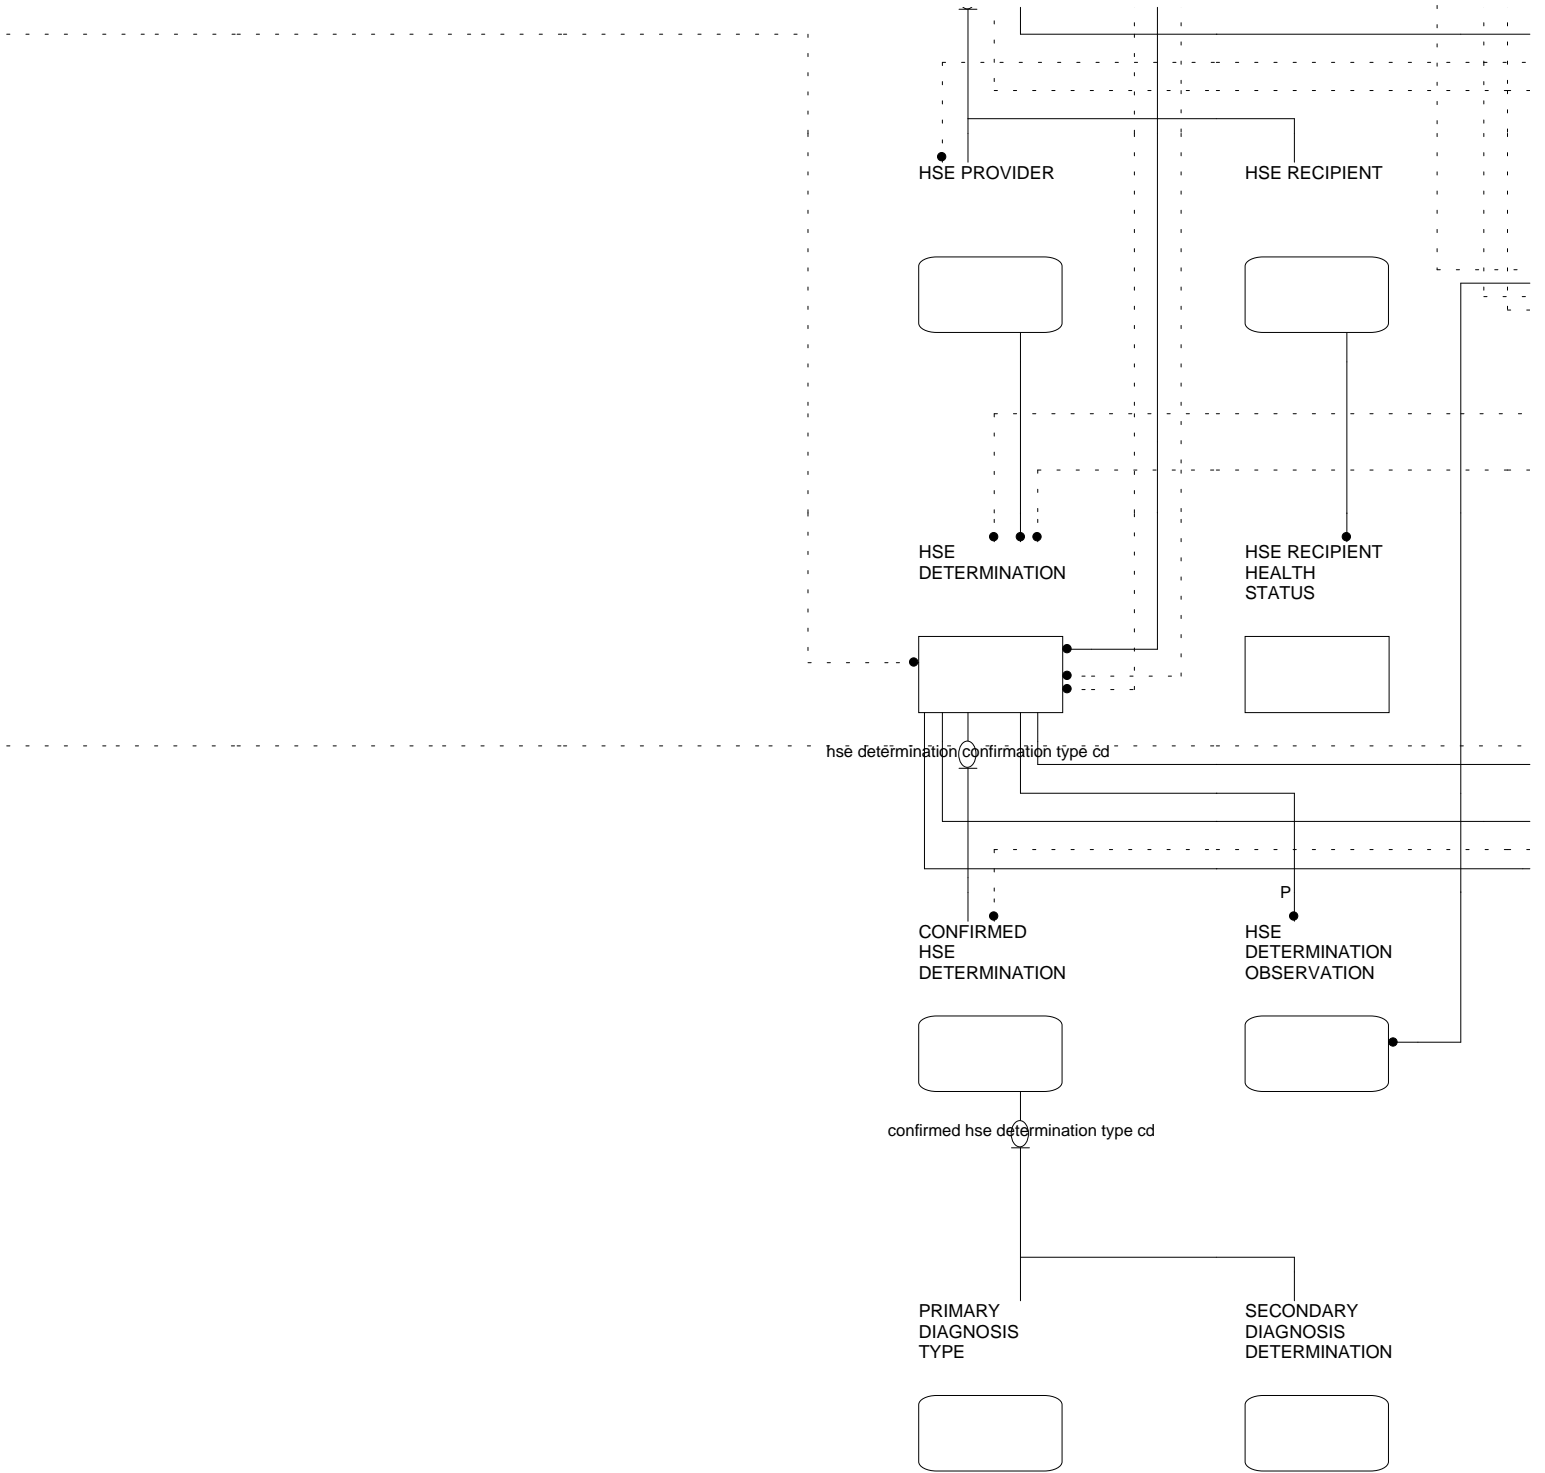 HSE PROVIDER
HSE RECIPIENT
HSE
DETERMINATION
HSE RECIPIENT
HEALTH
STATUS
hse determination confirmation type cd
P
CONFIRMED
HSE
DETERMINATION
HSE
DETERMINATION
OBSERVATION
confirmed hse determination type cd
PRIMARY
DIAGNOSIS
TYPE
SECONDARY
DIAGNOSIS
DETERMINATION